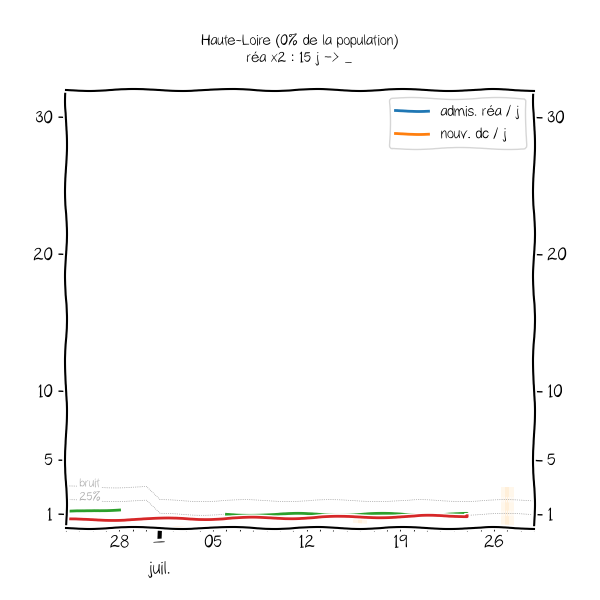 Haute-Loire (0% de la population)
réa x2 : 15 j -> _
admis. réa / j
nouv. dc / j
30
30
20
20
10
10
5
5
bruit
25%
1
1
28
1
05
12
19
26
juil.